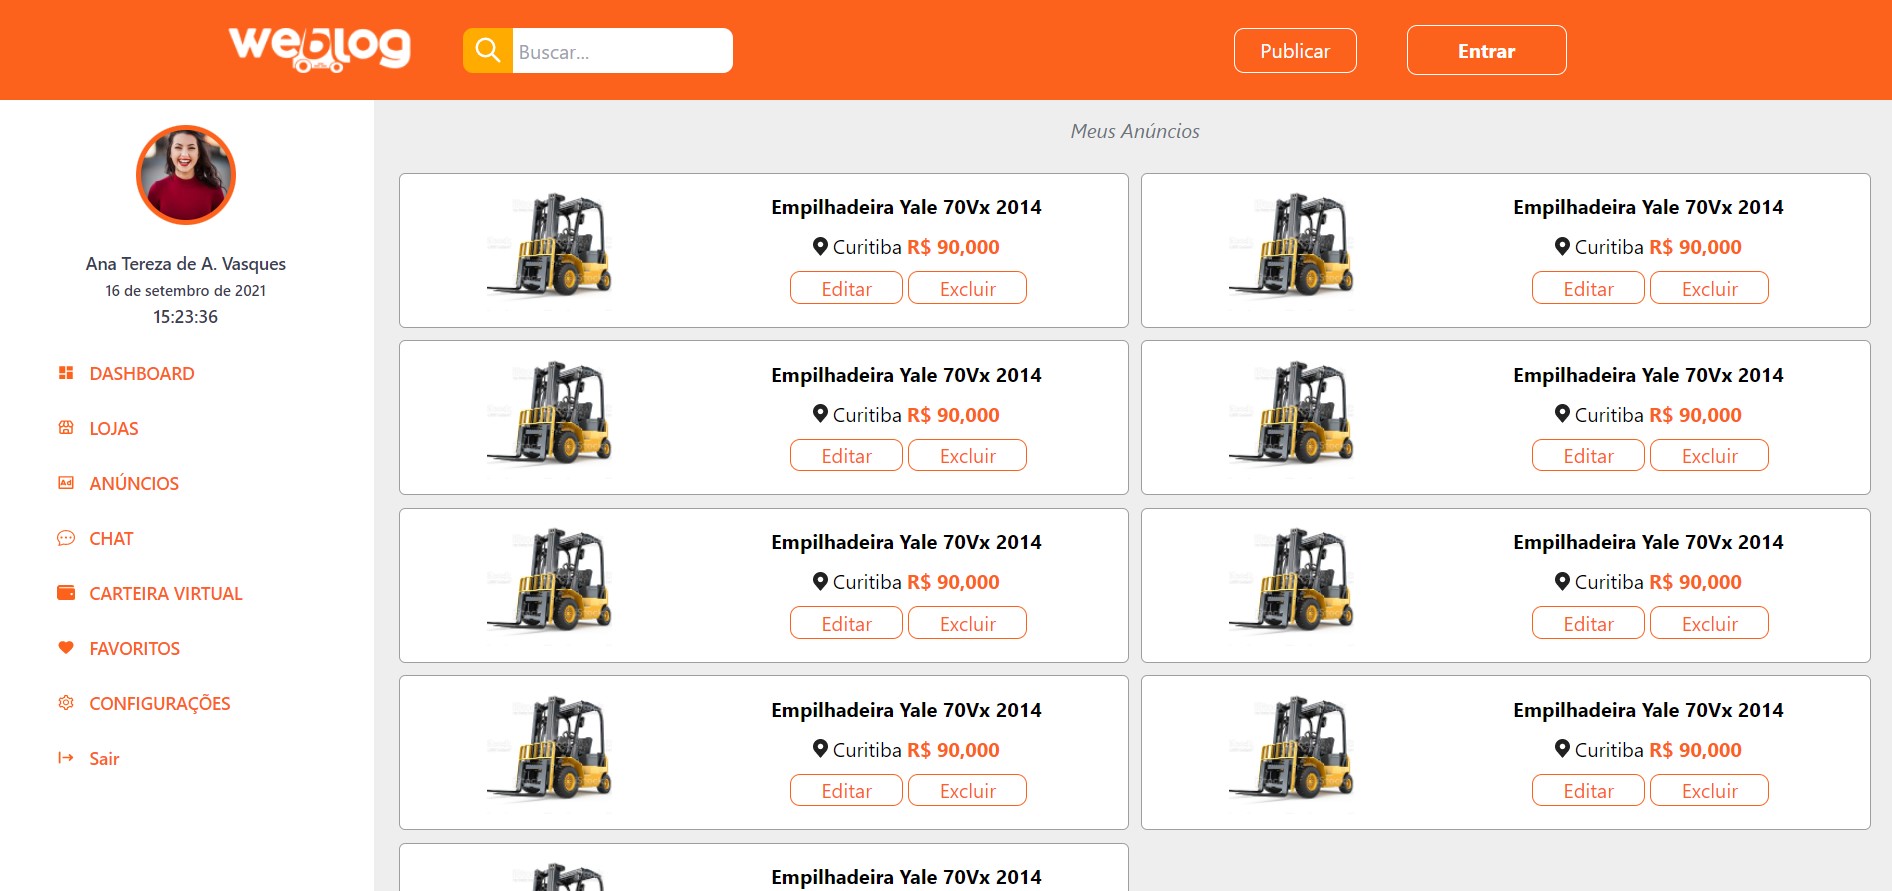 weblog
Buscar...
Publicar
Entrar
Ana Tereza de A. Vasques
16 de setembro de 2021
15:23:36
DASHBOARD
LOJAS
ANÚNCIOS
CHAT
CARTEIRA VIRTUAL
FAVORITOS
CONFIGURAÇÕES
Sair
Meus Anúncios
Empilhadeira Yale 70Vx 2014
Curitiba R$ 90,000
Editar Excluir
Empilhadeira Yale 70Vx 2014
Curitiba R$ 90,000
Editar Excluir
Empilhadeira Yale 70Vx 2014
Curitiba R$ 90,000
Editar Excluir
Empilhadeira Yale 70Vx 2014
Curitiba R$ 90,000
Editar Excluir
Empilhadeira Yale 70Vx 2014
Curitiba R$ 90,000
Editar Excluir
Empilhadeira Yale 70Vx 2014
Curitiba R$ 90,000
Editar Excluir
Empilhadeira Yale 70Vx 2014
Curitiba R$ 90,000
Editar Excluir
Empilhadeira Yale 70Vx 2014
Curitiba R$ 90,000
Editar Excluir
Empilhadeira Yale 70Vx 2014